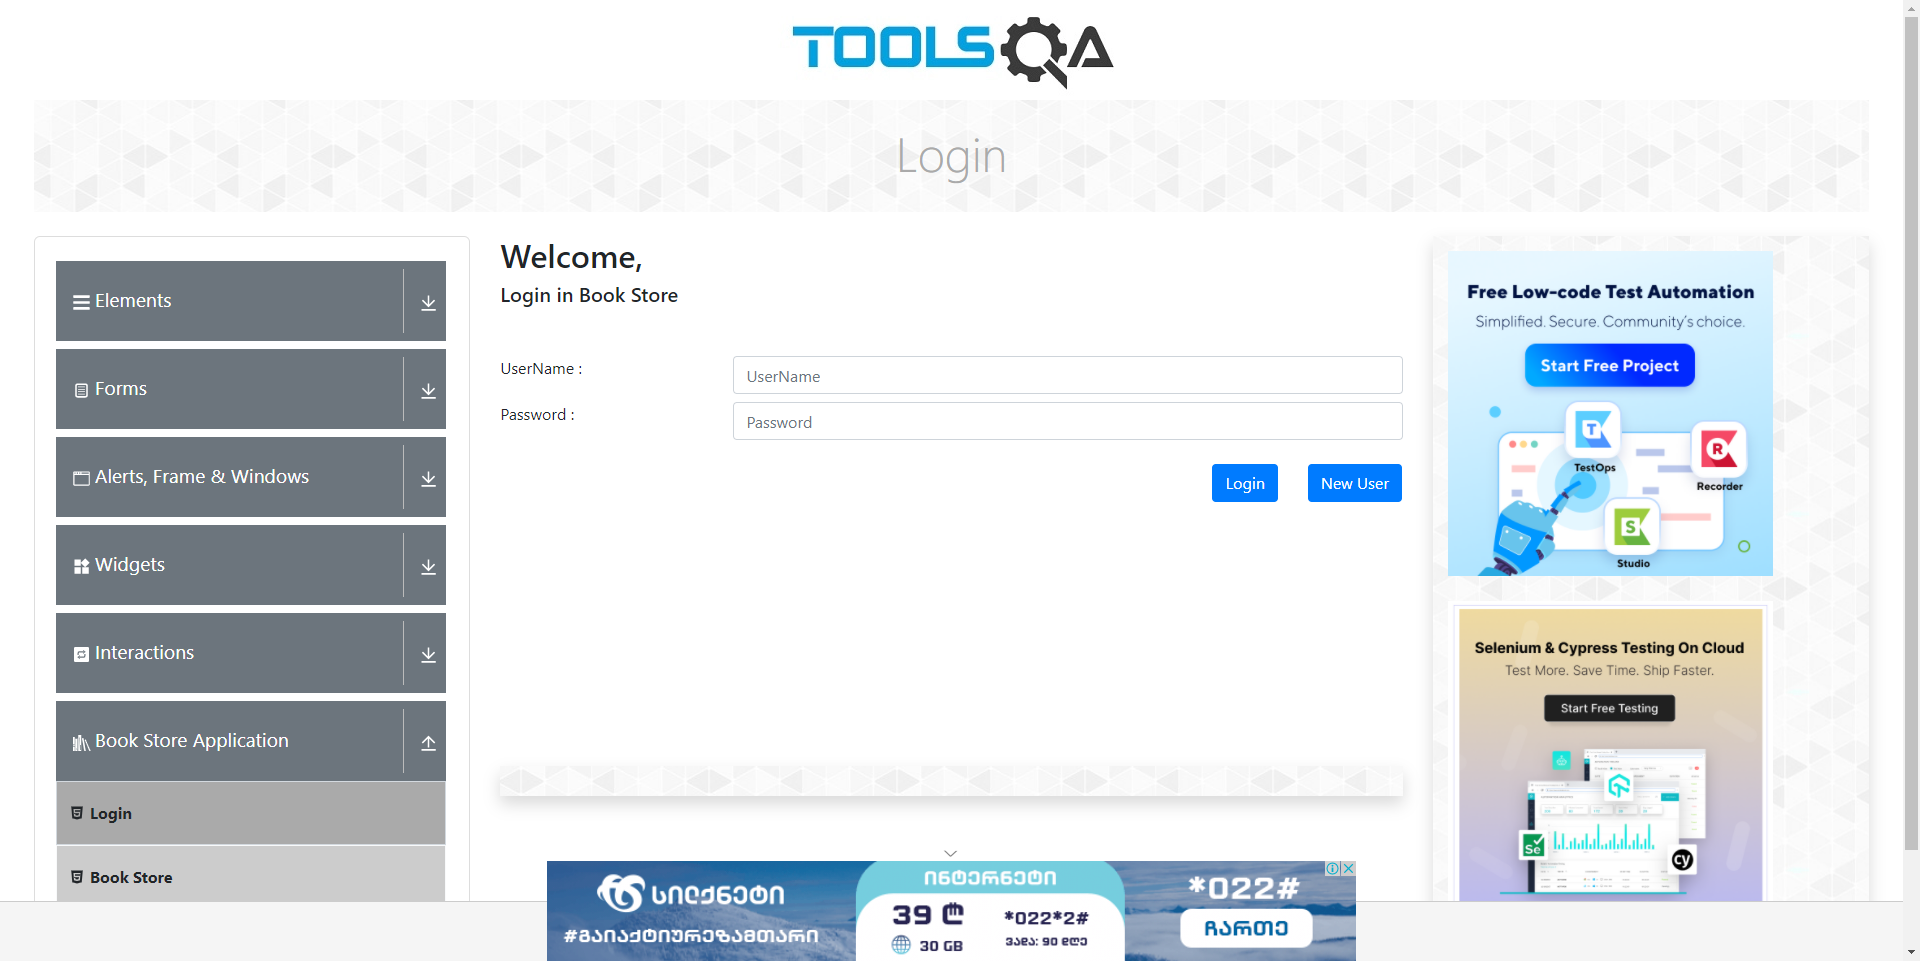 TOOLSQA
Login
Elements
Forms
Alerts, Frame & Windows
Widgets
Interactions
Book Store Application
Login
Book Store
Welcome,
Login in Book Store
UserName :
UserName
Password :
Password
Login
New User
Free Low-code Test Automation
Simplified. Secure. Community's choice.
Start Free Project
TestOps
Recorder
Studio
Selenium & Cypress Testing On Cloud
Test More. Save Time. Ship Faster.
Start Free Testing
Se
cy
სილქნეტი
#გაიაქტიურეზამთარი
ინტერნეტი
39 ₾
30 GB
*022*2#
ვადა: 90 დღე
*022#
ჩართე